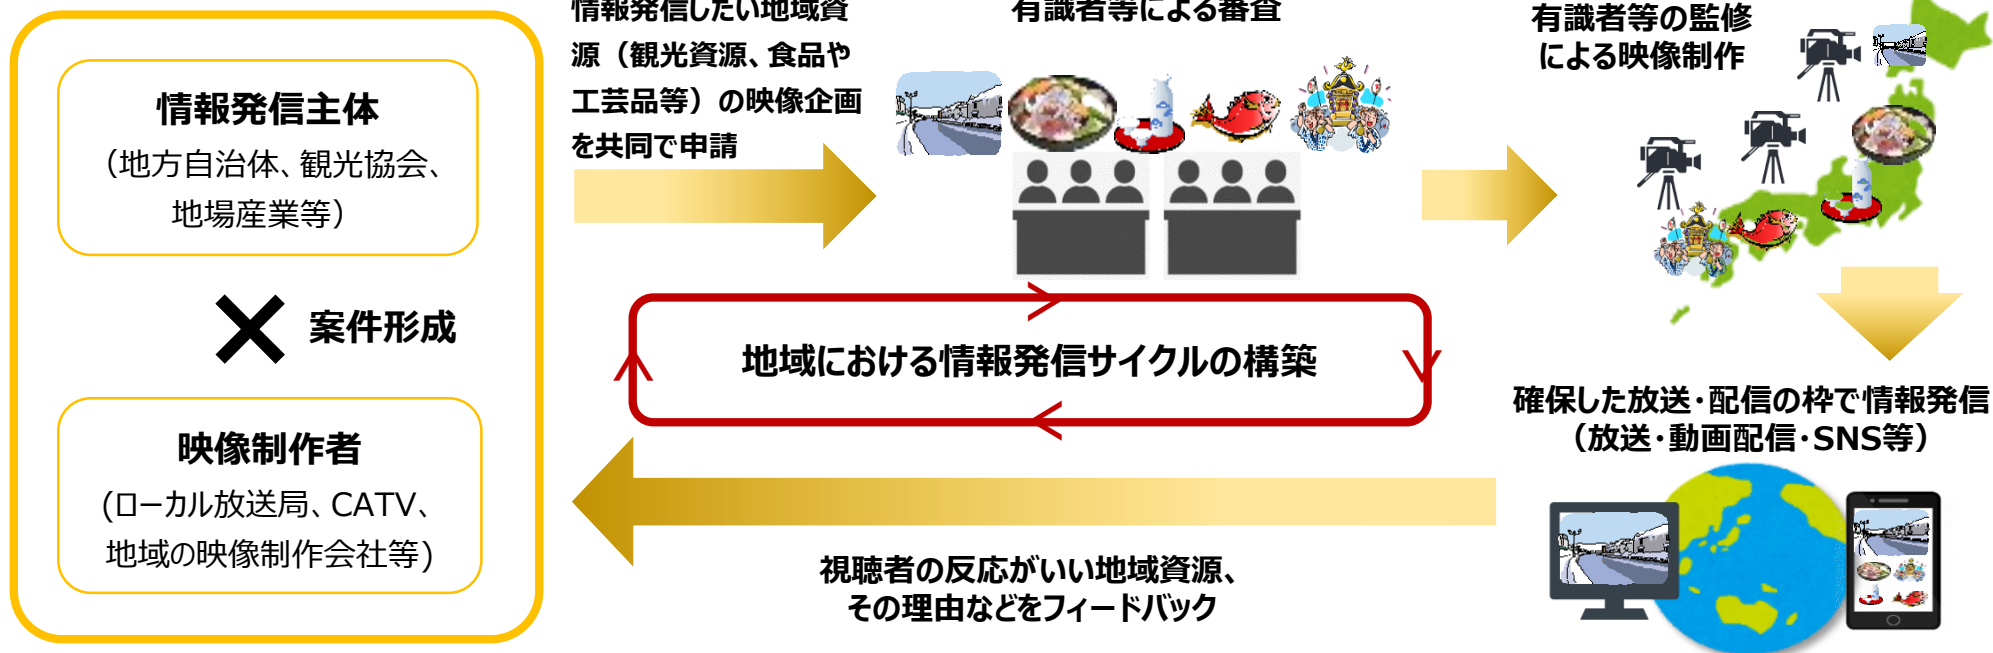 情報発信主体
（地方自治体、観光協会、
地場産業等）
案件形成
映像制作者
(ローカル放送局、CATV、
地域の映像制作会社等)
情報発信したい地域資
源（観光資源、食品や
工芸品等）の映像企画
を共同で申請
有識者等による審査
有識者等の監修
による映像制作
地域における情報発信サイクルの構築
確保した放送・配信の枠で情報発信
（放送・動画配信・SNS等）
視聴者の反応がいい地域資源、
その理由などをフィードバック